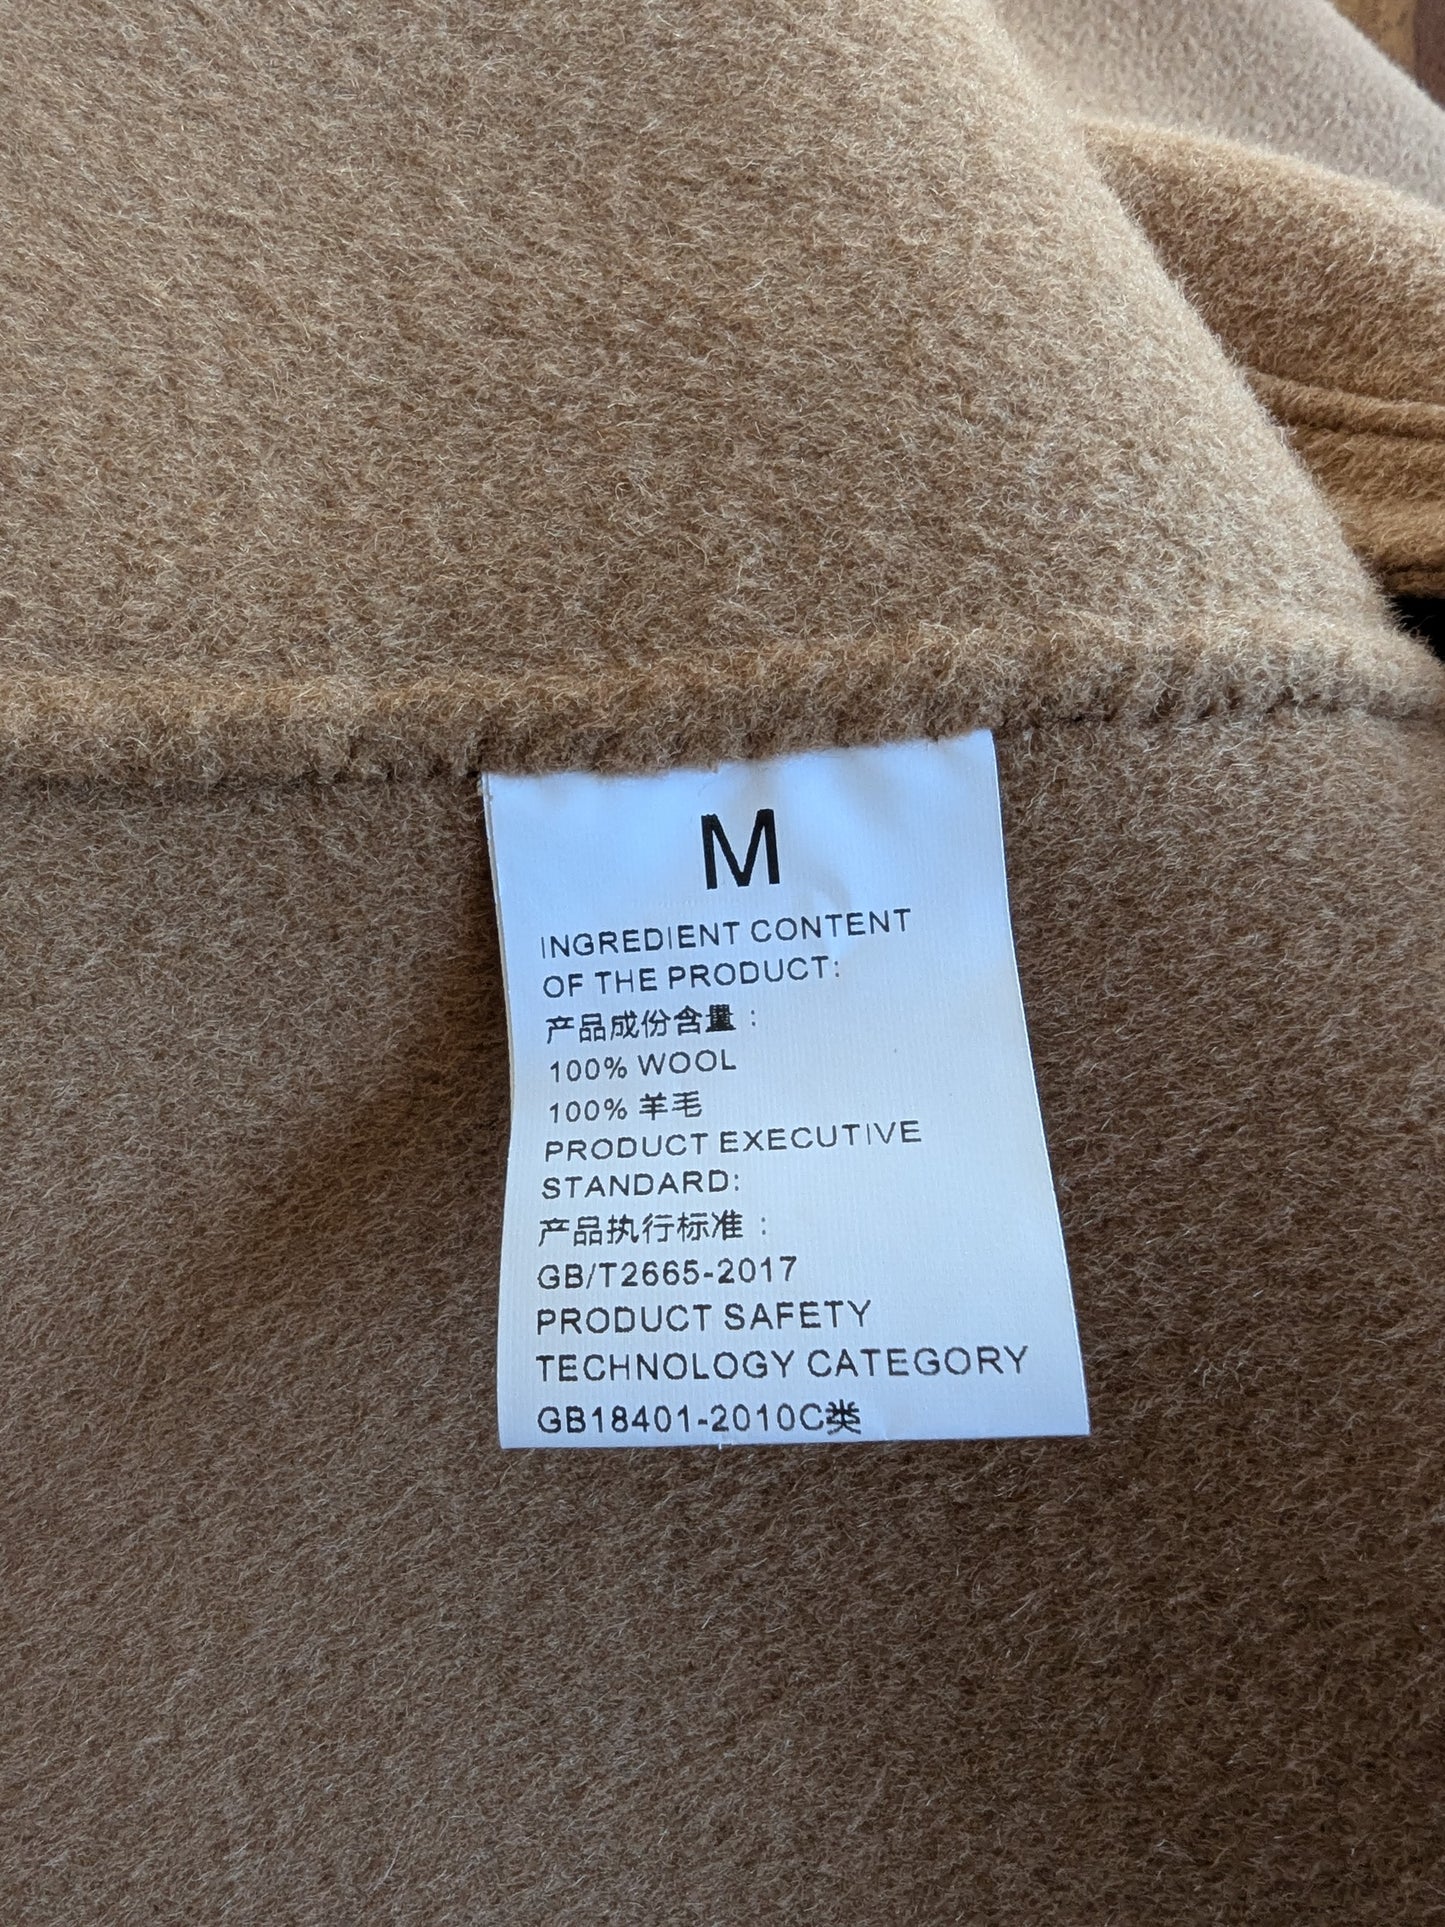 M
INGREDIENT CONTENT
OF THE PRODUCT:
产品成份含量：
100% WOOL
100% 羊毛
PRODUCT EXECUTIVE
STANDARD:
产品执行标准：
GB/T2665-2017
PRODUCT SAFETY
TECHNOLOGY CATEGORY
GB18401-2010C类